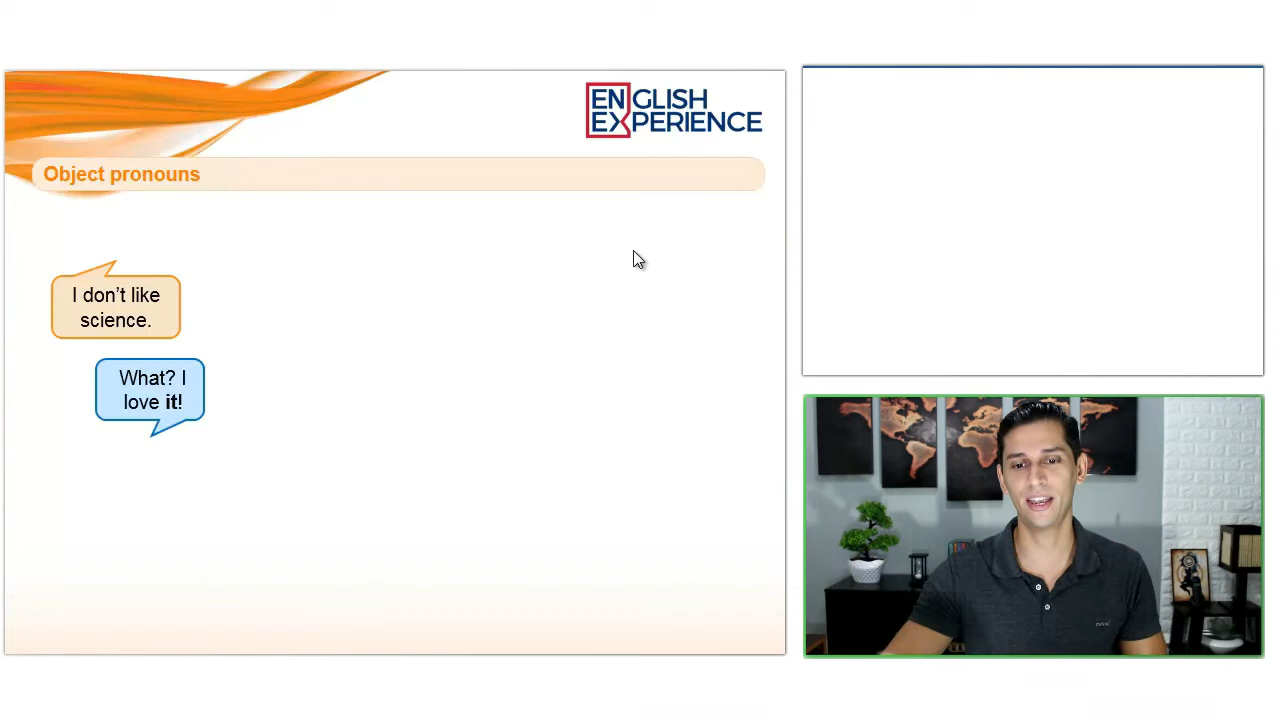 ENGLISH
EXPERIENCE
Object pronouns
I don't like
science.
What? I
love it!